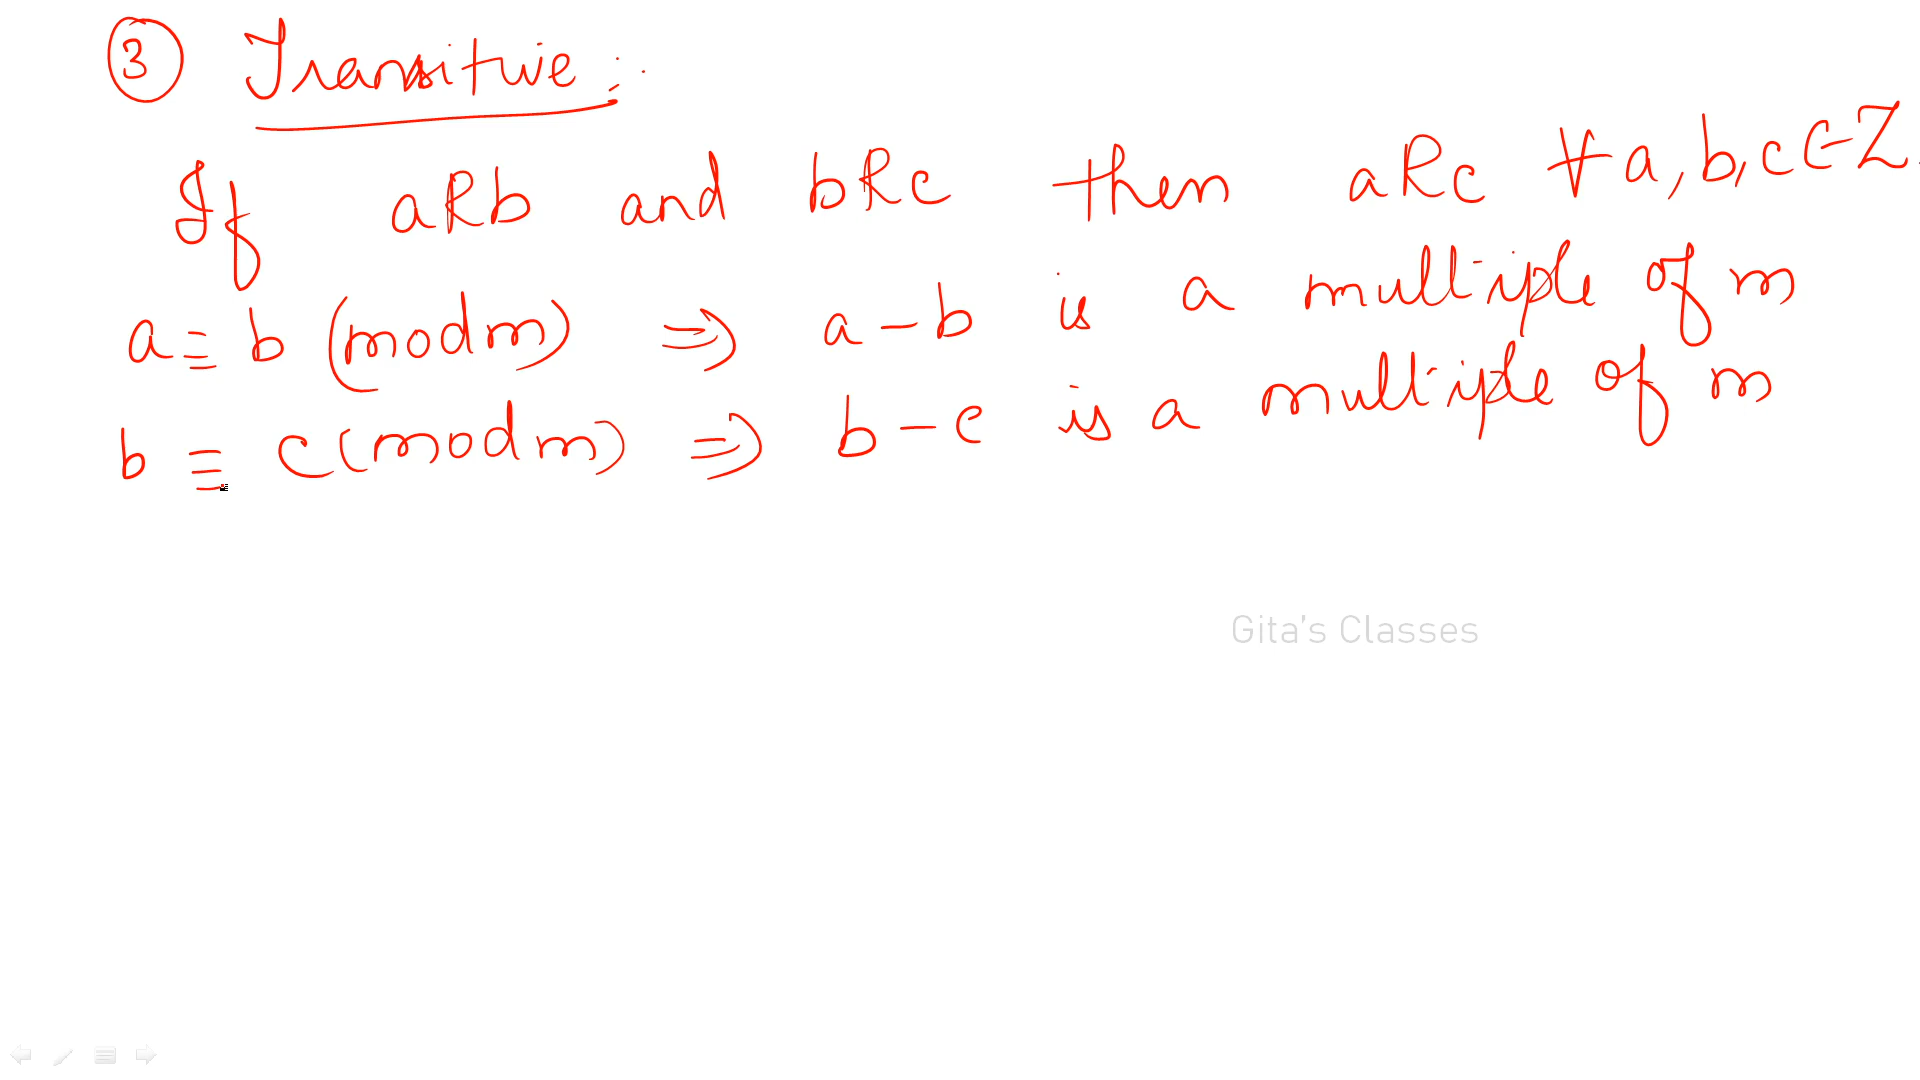 ③ Transitive :
If aRb and bRc then aRc ∀ a, b, c ∈ Z.
a ≡ b (mod m) ⇒ a - b is a multiple of m
b ≡ c (mod m) ⇒ b - c is a multiple of m
Gita's Classes